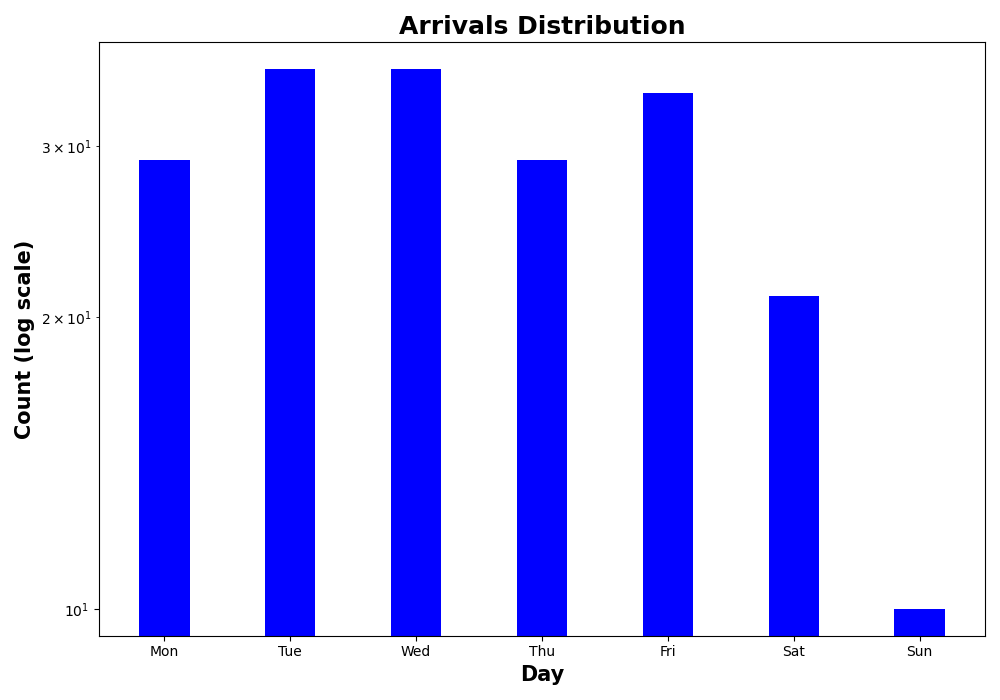 Arrivals Distribution
Count (log scale)
3 × 10¹
2 × 10¹
10¹
Mon Tue Wed Thu Fri Sat Sun
Day